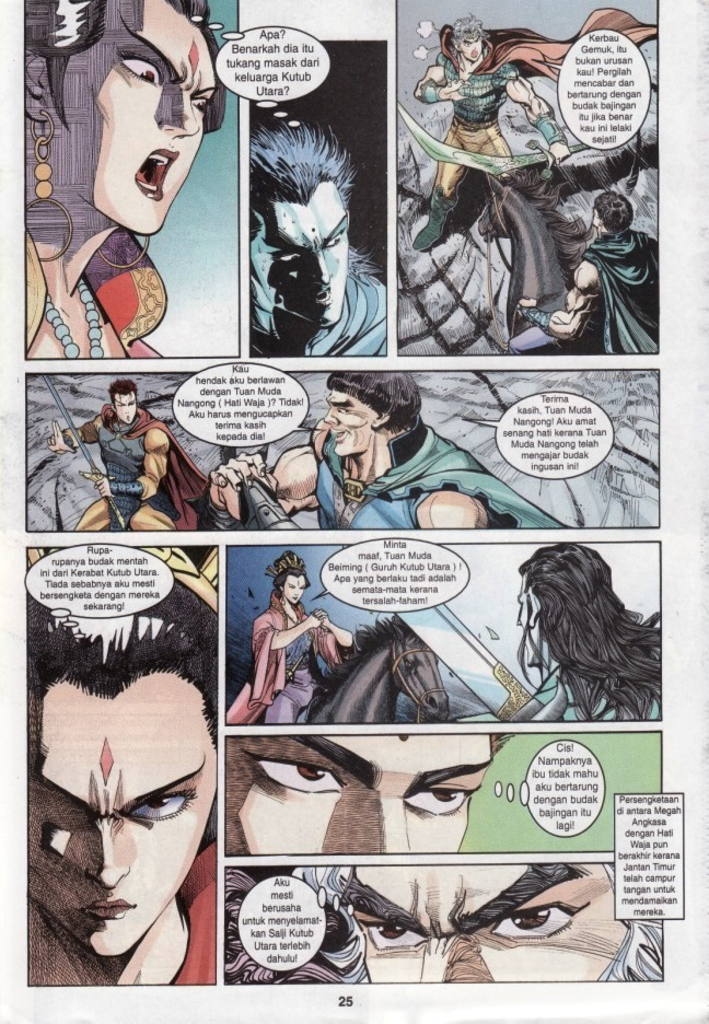 Apa?
Benarkah dia itu
tukang masak dari
keluarga Kutub
Utara?
Kerbau
Gemuk, itu
bukan urusan
kau! Pergilah
mencabar dan
bertarung dengan
budak bajingan
itu jika benar
kau ini lelaki
sejati!
Kau
hendak aku berlawan
dengan Tuan Muda
Nangong ( Hati Waja )? Tidak!
Aku harus mengucapkan
terima kasih
kepada dia!
Terima
kasih, Tuan Muda
Nangong! Aku amat
senang hati kerana Tuan
Muda Nangong telah
mengajar budak
ingusan ini!
Rupa-
rupanya budak mentah
ini dari Kerabat Kutub Utara.
Tiada sebabnya aku mesti
bersengketa dengan mereka
sekarang!
Minta
maaf, Tuan Muda
Beiming ( Guruh Kutub Utara ) !
Apa yang berlaku tadi adalah
semata-mata kerana
tersalah-faham!
Cis!
Nampaknya
ibu tidak mahu
aku bertarung
dengan budak
itu lagi!
Persengketaan
di antara Megah
Angkasa
dengan Hati
Waja pun
berakhir kerana
Jantan Timur
telah campur
tangan untuk
mendamaikan
mereka.
Aku
mesti
berusaha
untuk menyelamat-
kan Salji Kutub
Utara terlebih
dahulu!
25